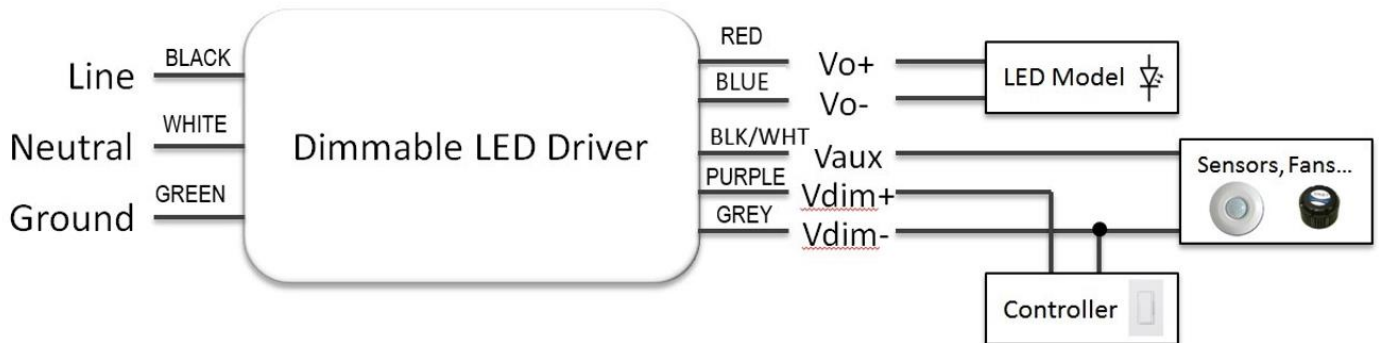 Line
BLACK
Neutral
WHITE
Ground
GREEN
Dimmable LED Driver
RED
Vo+
BLUE
Vo-
BLK/WHT
Vaux
PURPLE
Vdim+
GREY
Vdim-
LED Model
Sensors, Fans...
Controller